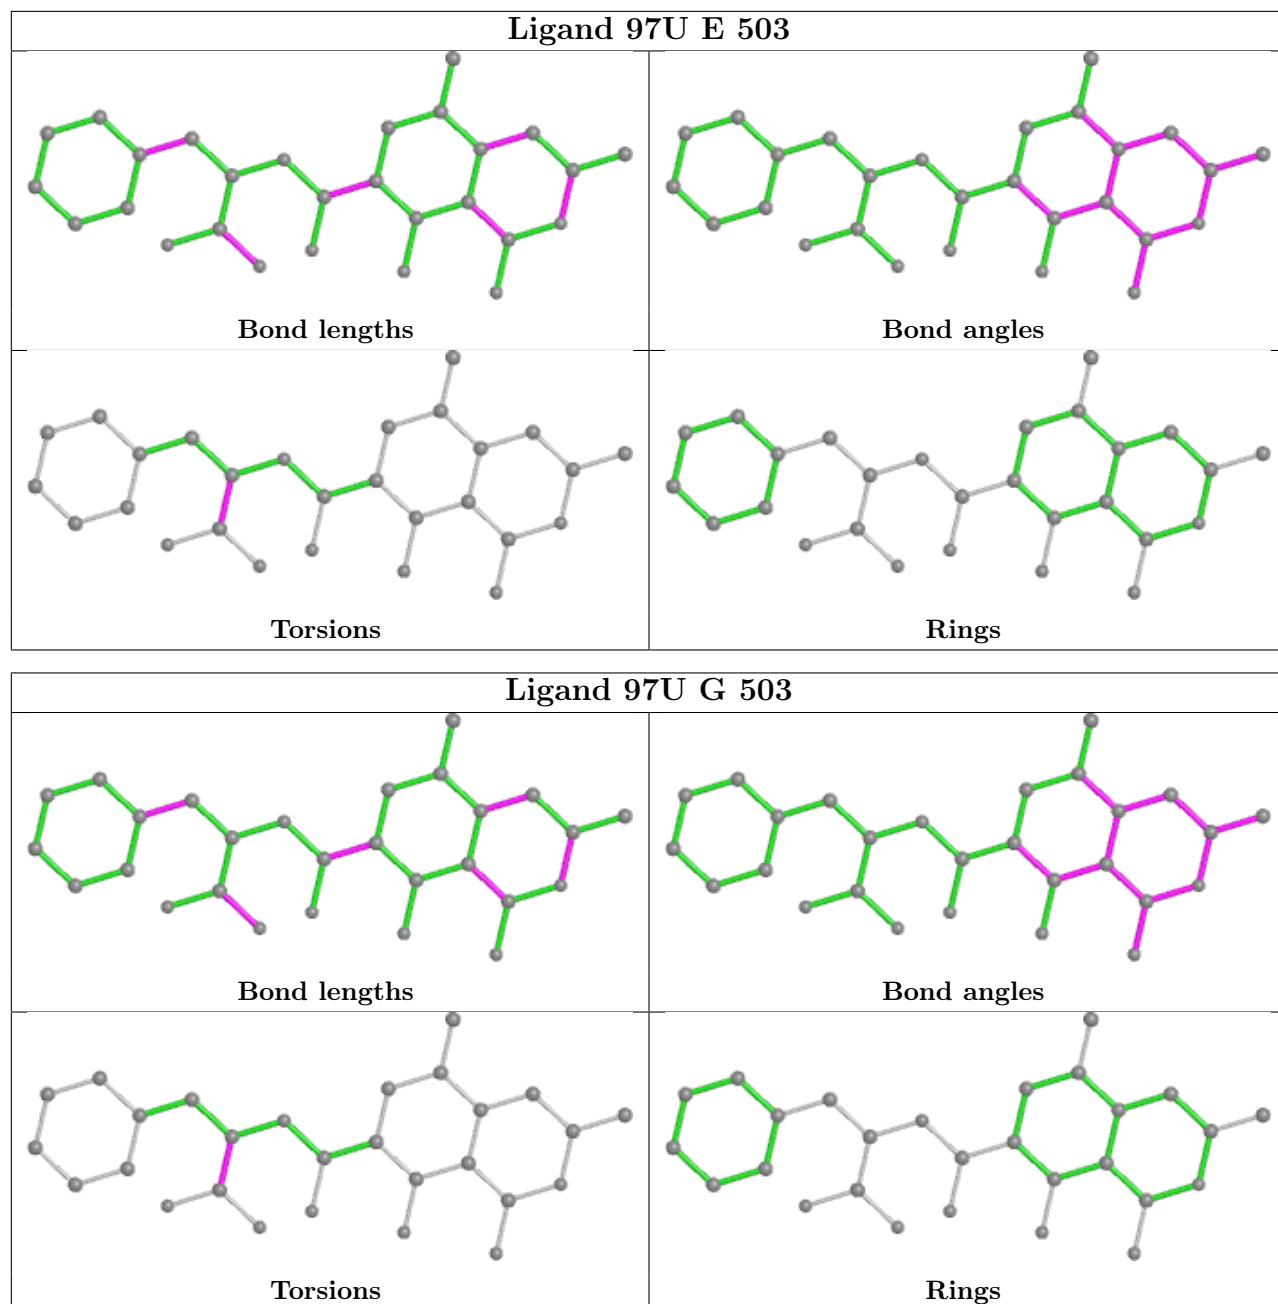 Ligand 97U E 503
Bond lengths
Bond angles
Torsions
Rings
Ligand 97U G 503
Bond lengths
Bond angles
Torsions
Rings